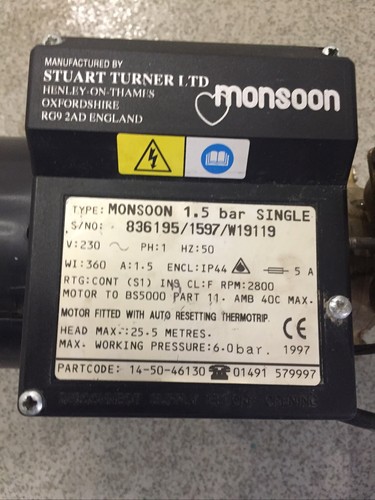 MANUFACTURED BY
STUART TURNER LTD
HENLEY-ON-THAMES
OXFORDSHIRE
RG9 2AD ENGLAND
monsoon
TYPE: MONSOON 1.5 bar SINGLE
S/NO: 836195/1597/W19119
V:230 ~ PH:1 HZ:50
WI:360 A:1.5 ENCL:IP44 5 A
RTG:CONT (S1) INS CL:F RPM:2800
MOTOR TO BS5000 PART 11. AMB 40C MAX.
MOTOR FITTED WITH AUTO RESETTING THERMOTRIP.
HEAD MAX.:25.5 METRES. CE
MAX. WORKING PRESSURE:6.0bar. 1997
PARTCODE: 14-50-46130 ☎ 01491 579997